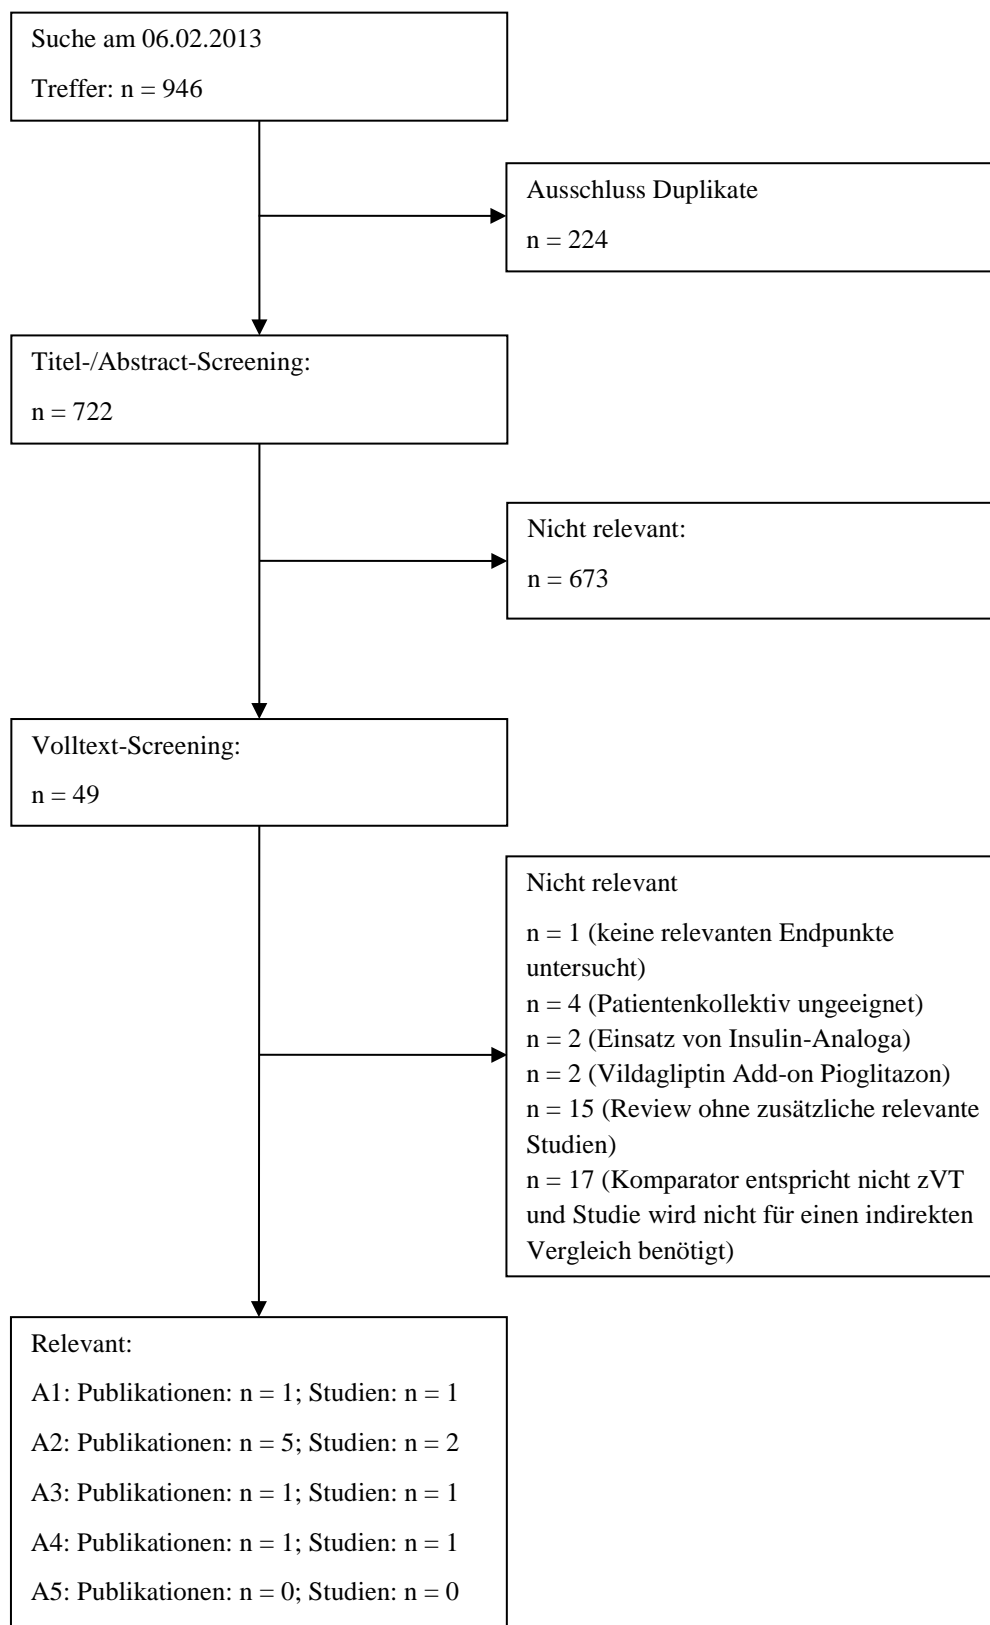 Suche am 06.02.2013
Treffer: n = 946
Ausschluss Duplikate
n = 224
Titel-/Abstract-Screening:
n = 722
Nicht relevant:
n = 673
Volltext-Screening:
n = 49
Nicht relevant
n = 1 (keine relevanten Endpunkte
untersucht)
n = 4 (Patientenkollektiv ungeeignet)
n = 2 (Einsatz von Insulin-Analoga)
n = 2 (Vildagliptin Add-on Pioglitazon)
n = 15 (Review ohne zusätzliche relevante
Studien)
n = 17 (Komparator entspricht nicht zVT
und Studie wird nicht für einen indirekten
Vergleich benötigt)
Relevant:
A1: Publikationen: n = 1; Studien: n = 1
A2: Publikationen: n = 5; Studien: n = 2
A3: Publikationen: n = 1; Studien: n = 1
A4: Publikationen: n = 1; Studien: n = 1
A5: Publikationen: n = 0; Studien: n = 0